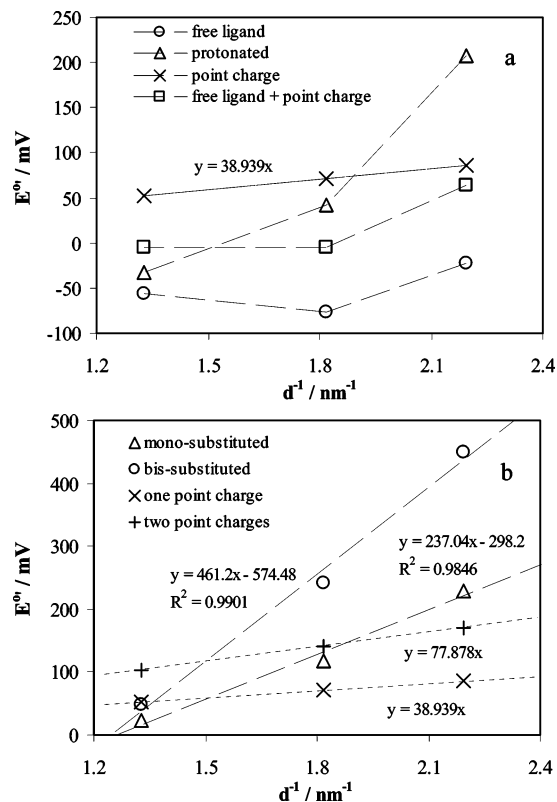 250
200
150
100
50
0
-50
-100
E°' / mV
free ligand
protonated
point charge
free ligand + point charge
a
y = 38.939x
1.2 1.5 1.8 2.1 2.4
d⁻¹ / nm⁻¹
500
400
300
200
100
0
E°' / mV
mono-substituted
bis-substituted
one point charge
two point charges
b
y = 461.2x - 574.48
R² = 0.9901
y = 237.04x - 298.2
R² = 0.9846
y = 77.878x
y = 38.939x
1.2 1.5 1.8 2.1 2.4
d⁻¹ / nm⁻¹